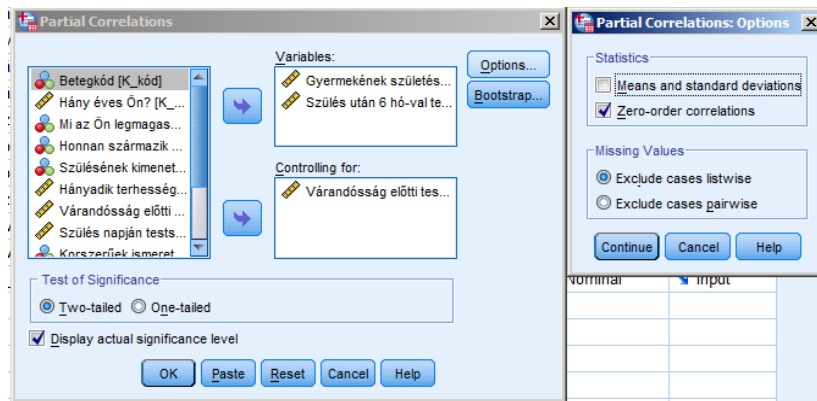 Partial Correlations
Betegkód [K_kód]
Hány éves Ön? [K_...
Mi az Ön legmagas...
Honnan származik ...
Szülésének kimenet...
Hányadik terhesség...
Várandósság előtti ...
Szülés napján tests...
Korszerűek ismeret
Variables:
Gyermekének születés...
Szülés után 6 hó-val te...
Controlling for:
Várandósság előtti tes...
Options...
Bootstrap...
Test of Significance
Two-tailed
One-tailed
Display actual significance level
OK
Paste
Reset
Cancel
Help
Partial Correlations: Options
Statistics
Means and standard deviations
Zero-order correlations
Missing Values
Exclude cases listwise
Exclude cases pairwise
Continue
Cancel
Help
Nominal
Input